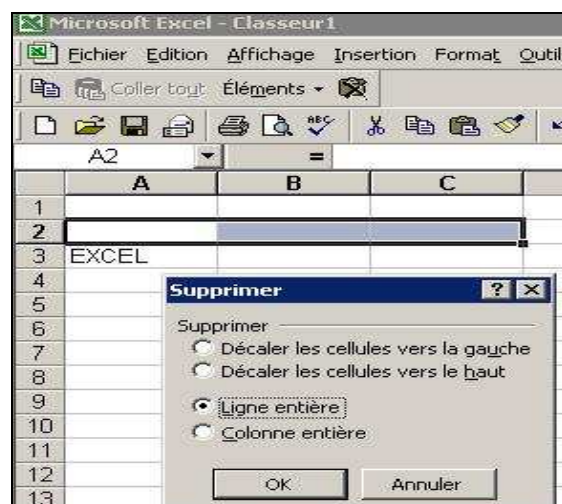 Microsoft Excel - Classeur1
Fichier Edition Affichage Insertion Format Outil
Coller tout Éléments
ABC
A2 =
A B C
1
2
3 EXCEL
4
5
6
7
8
9
10
11
12
13
Supprimer
Supprimer
Décaler les cellules vers la gauche
Décaler les cellules vers le haut
Ligne entière
Colonne entière
OK Annuler